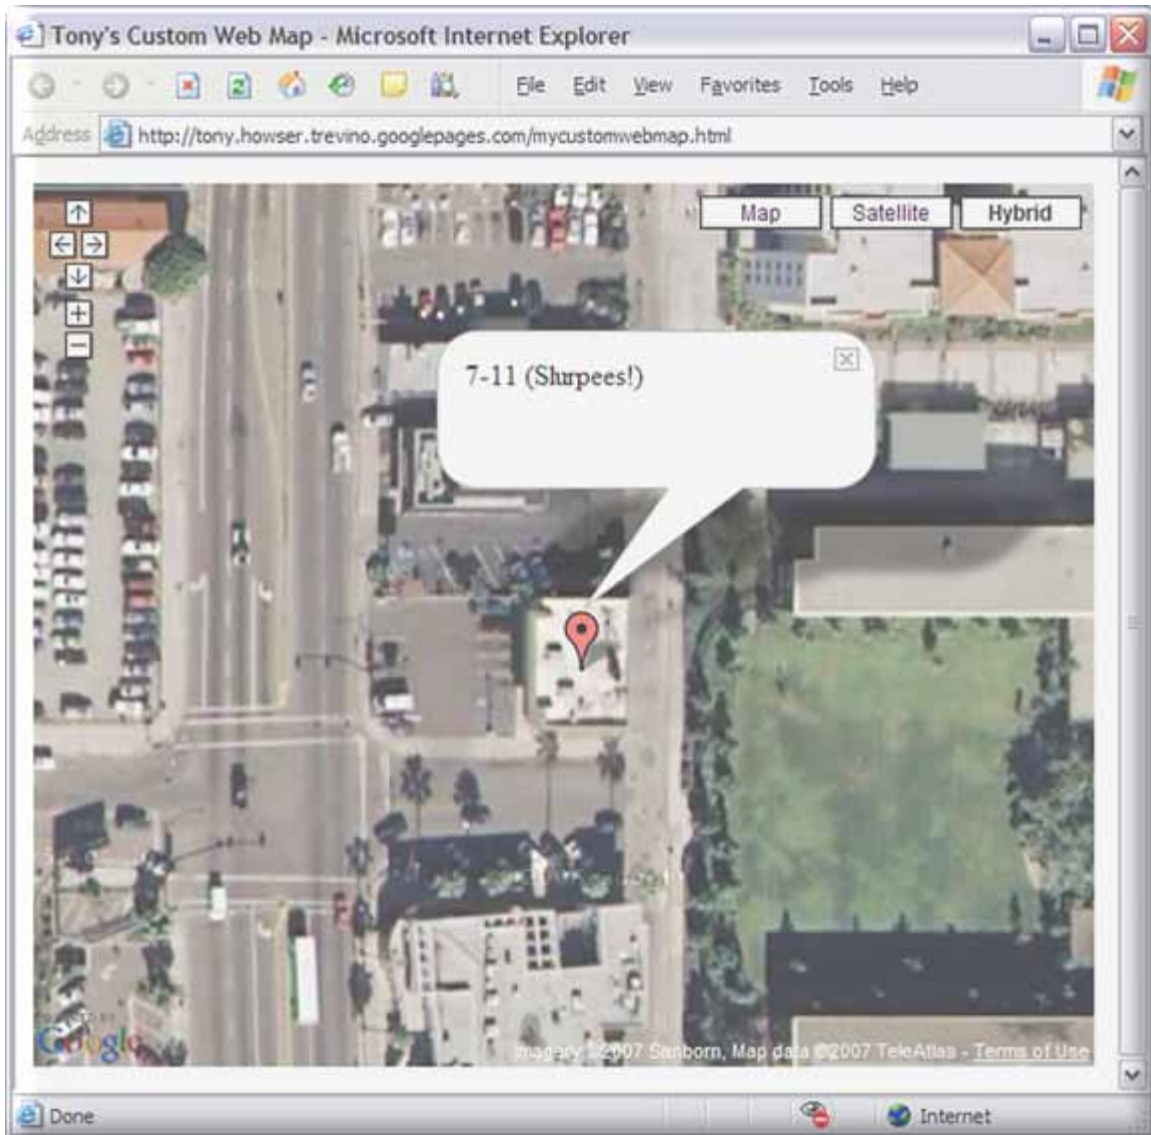 Tony's Custom Web Map - Microsoft Internet Explorer
File Edit View Favorites Tools Help
Address http://tony.howser.trevino.googlepages.com/mycustomwebmap.html
Map Satellite Hybrid
7-11 (Slurpees!)
POWERED BY
Google
Imagery ©2007 Sanborn, Map data ©2007 TeleAtlas - Terms of Use
Done Internet